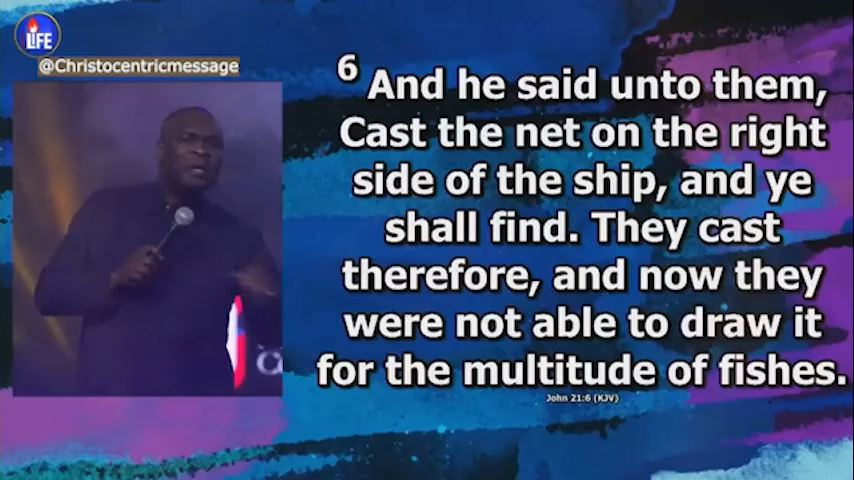 LIFE
@Christocentricmessage
6 And he said unto them,
Cast the net on the right
side of the ship, and ye
shall find. They cast
therefore, and now they
were not able to draw it
for the multitude of fishes.
John 21:6 (KJV)